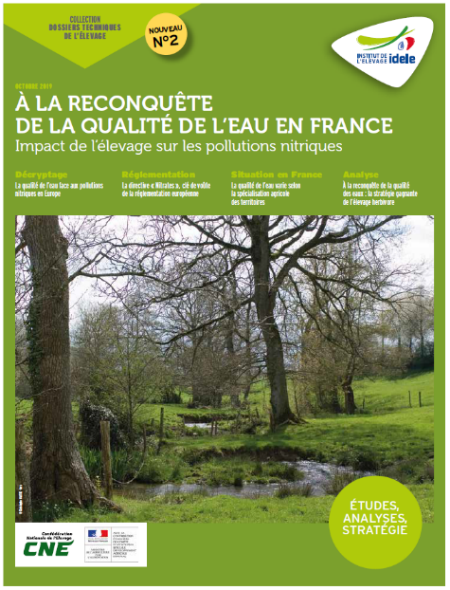 COLLECTION
DOSSIERS TECHNIQUES
DE L'ÉLEVAGE
NOUVEAU
N°2
INSTITUT DE
L'ÉLEVAGE idele
OCTOBRE 2019
À LA RECONQUÊTE
DE LA QUALITÉ DE L'EAU EN FRANCE
Impact de l'élevage sur les pollutions nitriques
Décryptage
La qualité de l'eau face aux pollutions
nitriques en Europe
Réglementation
La directive « Nitrates », clé de voûte
de la réglementation européenne
Situation en France
La qualité de l'eau varie selon
la spécialisation agricole
des territoires
Analyse
À la reconquête de la qualité
des eaux : la stratégie gagnante
de l'élevage herbivore
ÉTUDES,
ANALYSES,
STRATÉGIE
Confédération
Nationale de l'Élevage
CNE